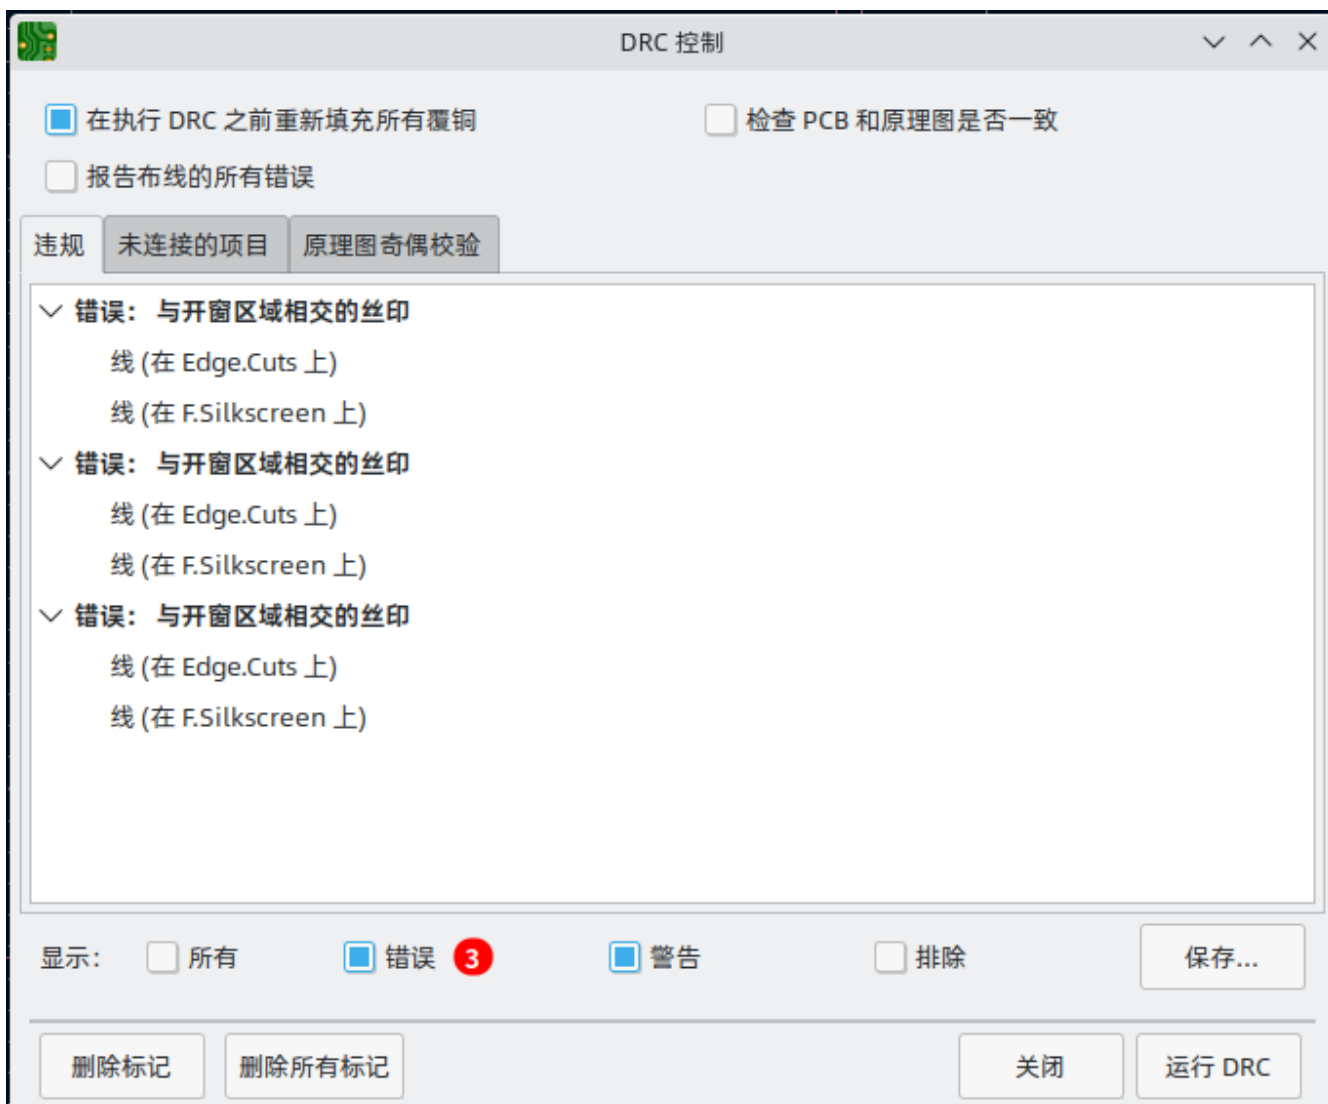 DRC 控制
在执行 DRC 之前重新填充所有覆铜
检查 PCB 和原理图是否一致
报告布线的所有错误
违规
未连接的项目
原理图奇偶校验
错误： 与开窗区域相交的丝印
线 (在 Edge.Cuts 上)
线 (在 F.Silkscreen 上)
错误： 与开窗区域相交的丝印
线 (在 Edge.Cuts 上)
线 (在 F.Silkscreen 上)
错误： 与开窗区域相交的丝印
线 (在 Edge.Cuts 上)
线 (在 F.Silkscreen 上)
显示：
所有
错误 3
警告
排除
保存...
删除标记
删除所有标记
关闭
运行 DRC